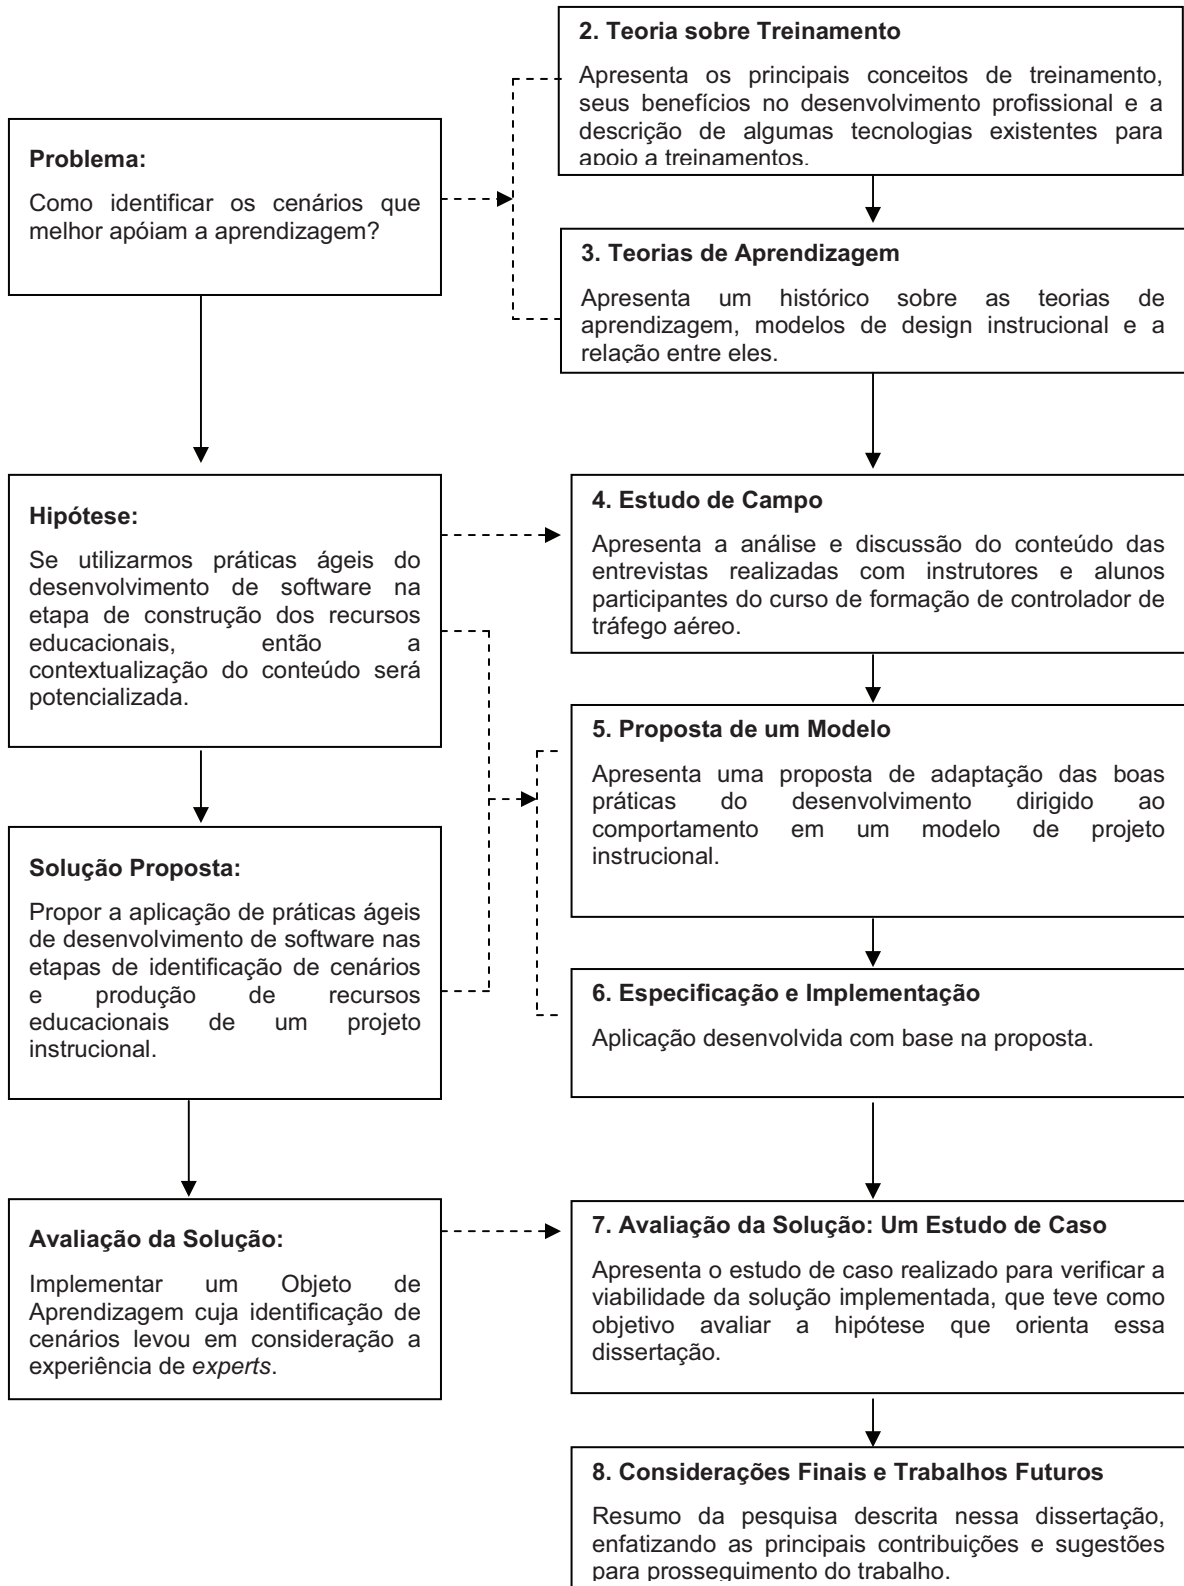 2. Teoria sobre Treinamento
Apresenta os principais conceitos de treinamento,
seus benefícios no desenvolvimento profissional e a
descrição de algumas tecnologias existentes para
apoio a treinamentos.
Problema:
Como identificar os cenários que
melhor apóiam a aprendizagem?
3. Teorias de Aprendizagem
Apresenta um histórico sobre as teorias de
aprendizagem, modelos de design instrucional e a
relação entre eles.
Hipótese:
Se utilizarmos práticas ágeis do
desenvolvimento de software na
etapa de construção dos recursos
educacionais, então a
contextualização do conteúdo será
potencializada.
4. Estudo de Campo
Apresenta a análise e discussão do conteúdo das
entrevistas realizadas com instrutores e alunos
participantes do curso de formação de controlador de
tráfego aéreo.
5. Proposta de um Modelo
Apresenta uma proposta de adaptação das boas
práticas do desenvolvimento dirigido ao
comportamento em um modelo de projeto
instrucional.
Solução Proposta:
Propor a aplicação de práticas ágeis
de desenvolvimento de software nas
etapas de identificação de cenários
e produção de recursos
educacionais de um projeto
instrucional.
6. Especificação e Implementação
Aplicação desenvolvida com base na proposta.
Avaliação da Solução:
Implementar um Objeto de
Aprendizagem cuja identificação de
cenários levou em consideração a
experiência de experts.
7. Avaliação da Solução: Um Estudo de Caso
Apresenta o estudo de caso realizado para verificar a
viabilidade da solução implementada, que teve como
objetivo avaliar a hipótese que orienta essa
dissertação.
8. Considerações Finais e Trabalhos Futuros
Resumo da pesquisa descrita nessa dissertação,
enfatizando as principais contribuições e sugestões
para prosseguimento do trabalho.